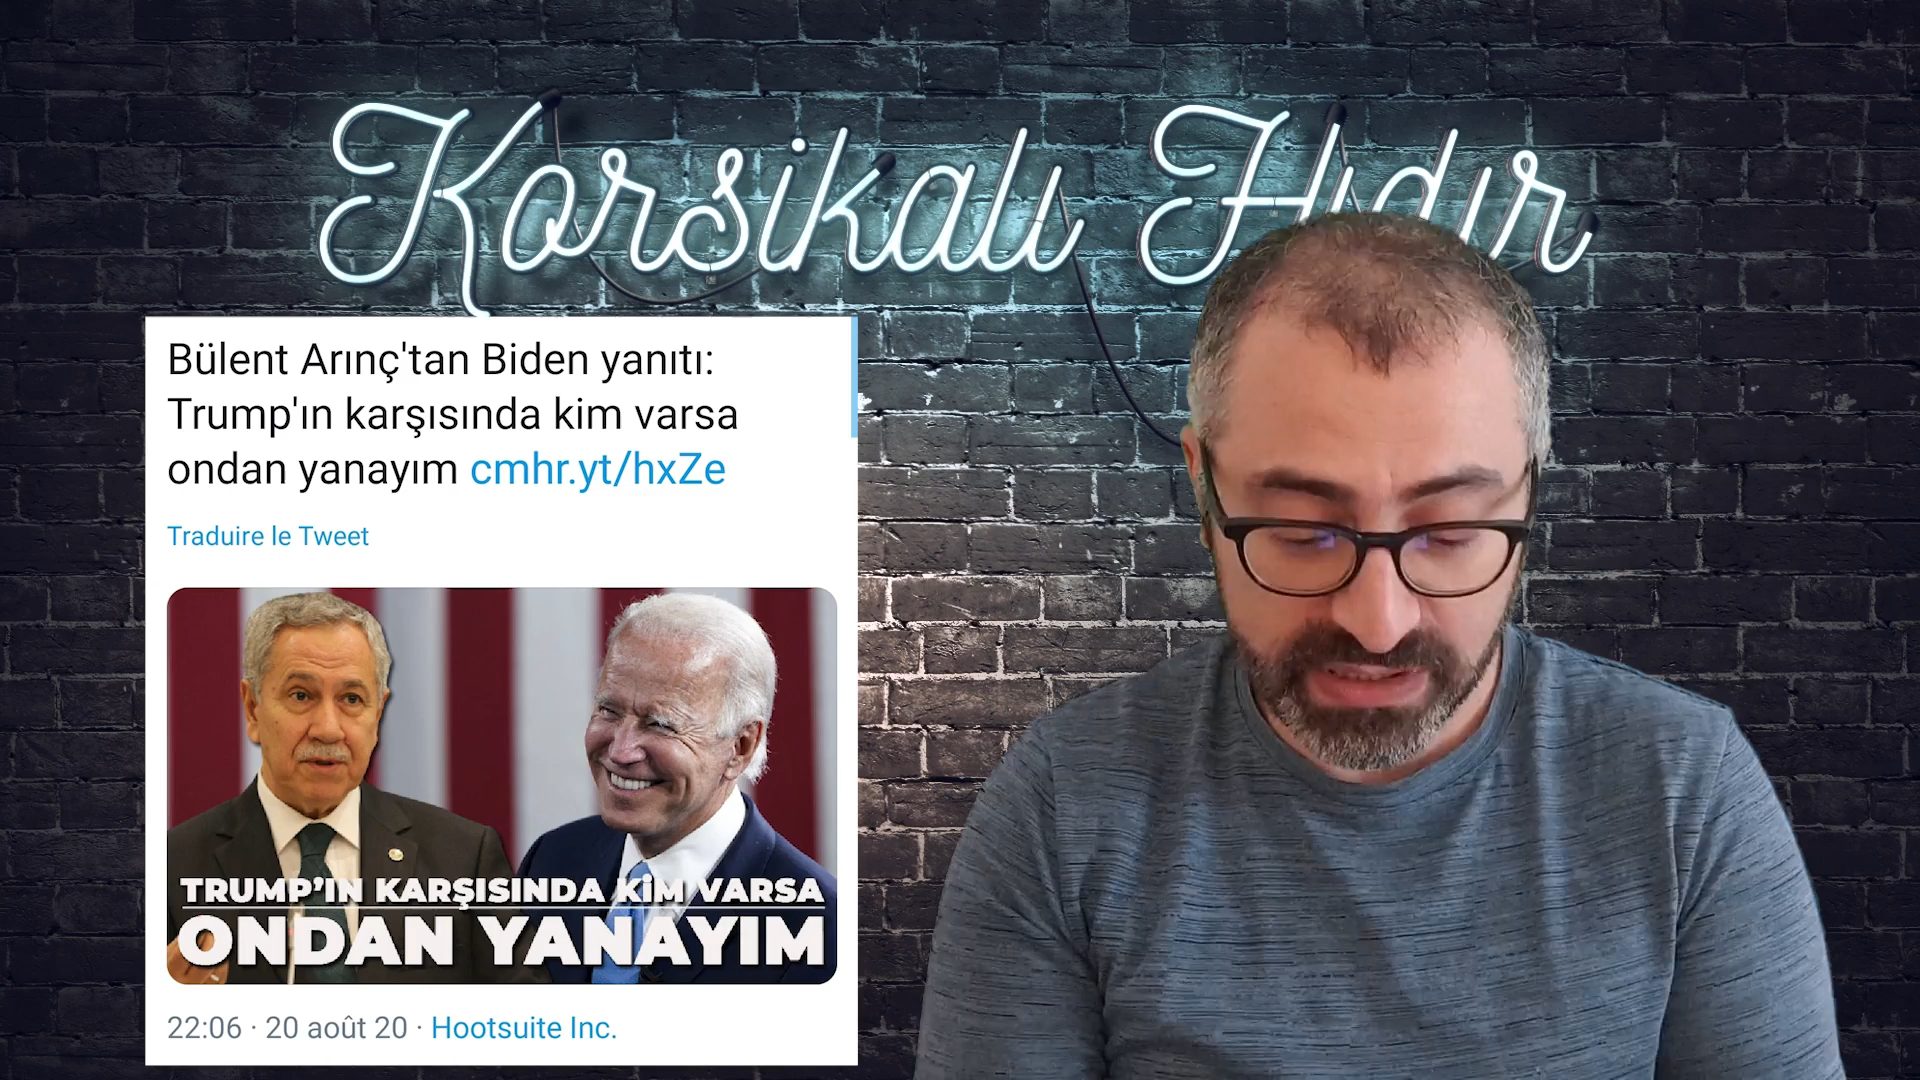 Korsikalı Hıdır
Bülent Arınç'tan Biden yanıtı:
Trump'ın karşısında kim varsa
ondan yanayım cmhr.yt/hxZe
Traduire le Tweet
TRUMP'IN KARŞISINDA KiM VARSA
ONDAN YANAYIM
22:06 · 20 août 20 · Hootsuite Inc.